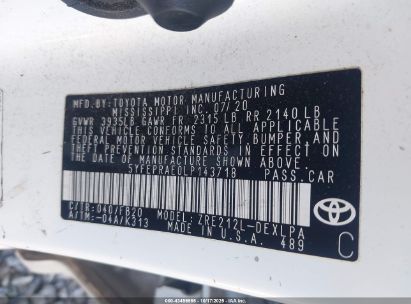 MFD. BY: TOYOTA MOTOR MANUFACTURING
MISSISSIPPI, INC. 07/20
GVWR 3935LB GAWR FR 2315 LB RR 2140 LB
THIS VEHICLE CONFORMS TO ALL APPLICABLE
FEDERAL MOTOR VEHICLE SAFETY, BUMPER, AND
THEFT PREVENTION STANDARDS IN EFFECT ON
THE DATE OF MANUFACTURE SHOWN ABOVE.
5YFEPRAE0LP143718 PASS.CAR
C/TR:040/FB20 MODEL: ZRE212L-DEXLPA
A/TM:-04A/K313 U.S.A. 489
TOYOTA
C